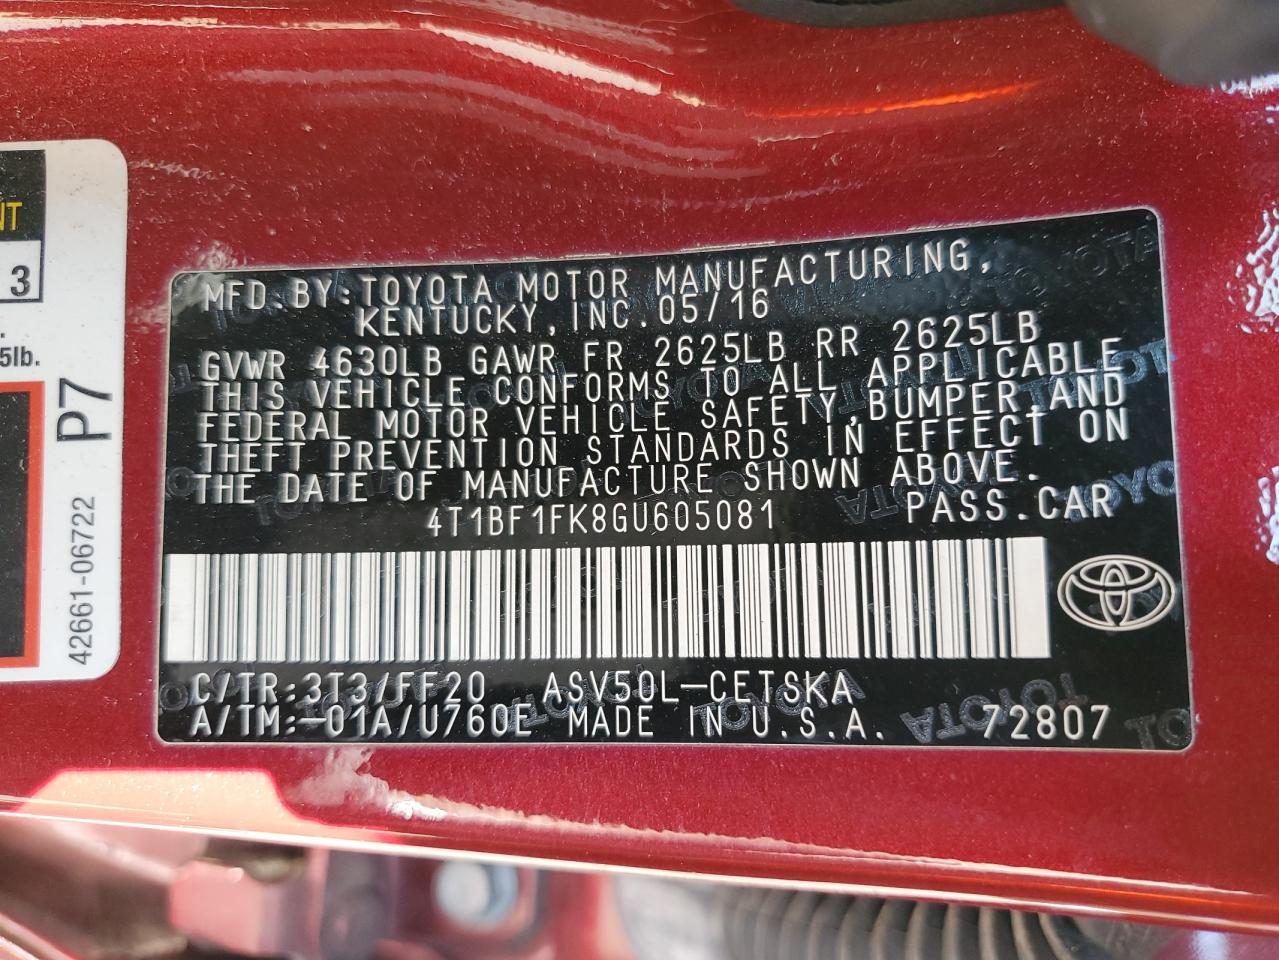 NT
3
5lb.
P7
42661-06722
MFD.BY:TOYOTA MOTOR MANUFACTURING,
KENTUCKY,INC.05/16
GVWR 4630LB GAWR FR 2625LB RR 2625LB
THIS VEHICLE CONFORMS TO ALL APPLICABLE
FEDERAL MOTOR VEHICLE SAFETY,BUMPER,AND
THEFT PREVENTION STANDARDS IN EFFECT ON
THE DATE OF MANUFACTURE SHOWN ABOVE.
4T1BF1FK8GU605081 PASS.CAR
C/TR:3T3/FF20 ASV50L-CETSKA
A/TM:-01A/U760E MADE IN U.S.A. 72807